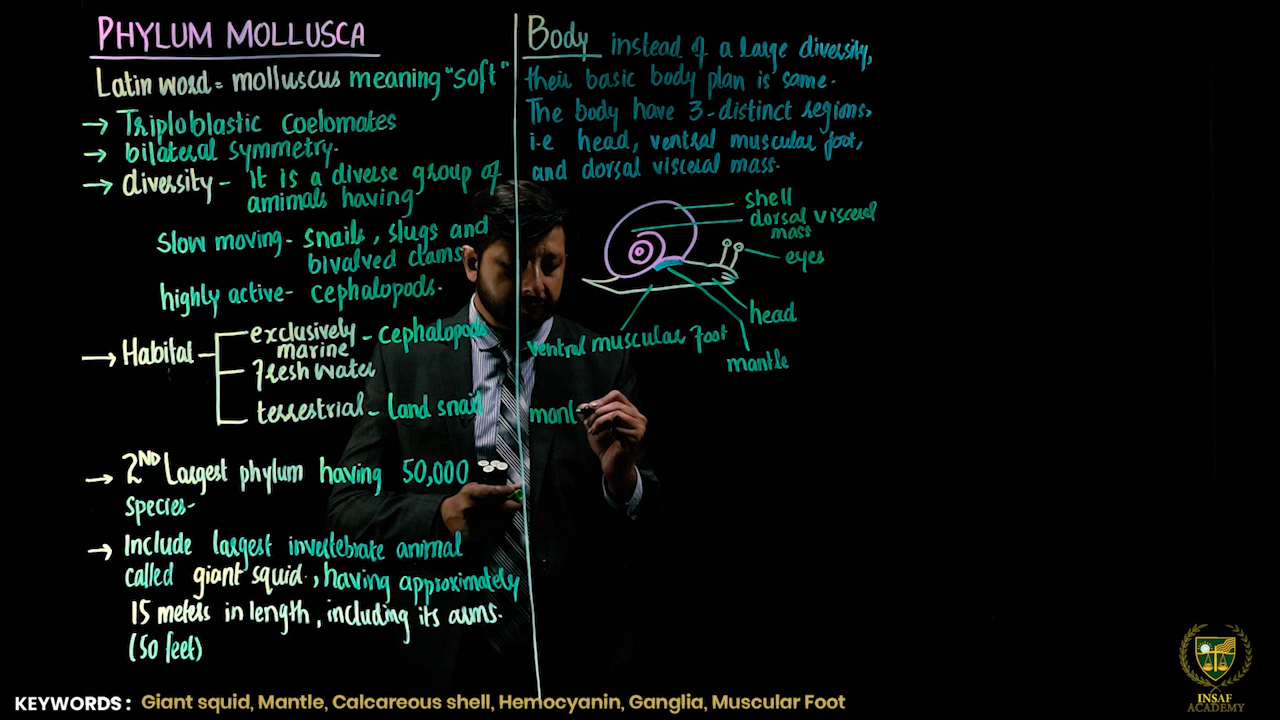 PHYLUM MOLLUSCA
Latin word = molluscus meaning "soft"
→ Triploblastic Coelomates
→ bilateral symmetry.
→ diversity - It is a diverse group of
amimals having
slow moving - snails, slugs and
bivalved clams
highly active - cephalopods.
→ Habital
exclusively - cephalopods
marine
fresh water
terrestrial - Land snail
→ 2ND Largest phylum having 50,000
species-
→ Include largest invertebrate animal
called giant squid, having approximately
15 meters in length, including its arms.
(50 feet)
Body instead of a large diversity,
their basic body plan is same.
The body have 3-distinct regions,
i.e head, ventral muscular foot,
and dorsal visceral mass.
shell
dorsal visceral
mass
eyes
head
ventral muscular foot
mantle
manl
KEYWORDS : Giant squid, Mantle, Calcareous shell, Hemocyanin, Ganglia, Muscular Foot
INSAF
ACADEMY